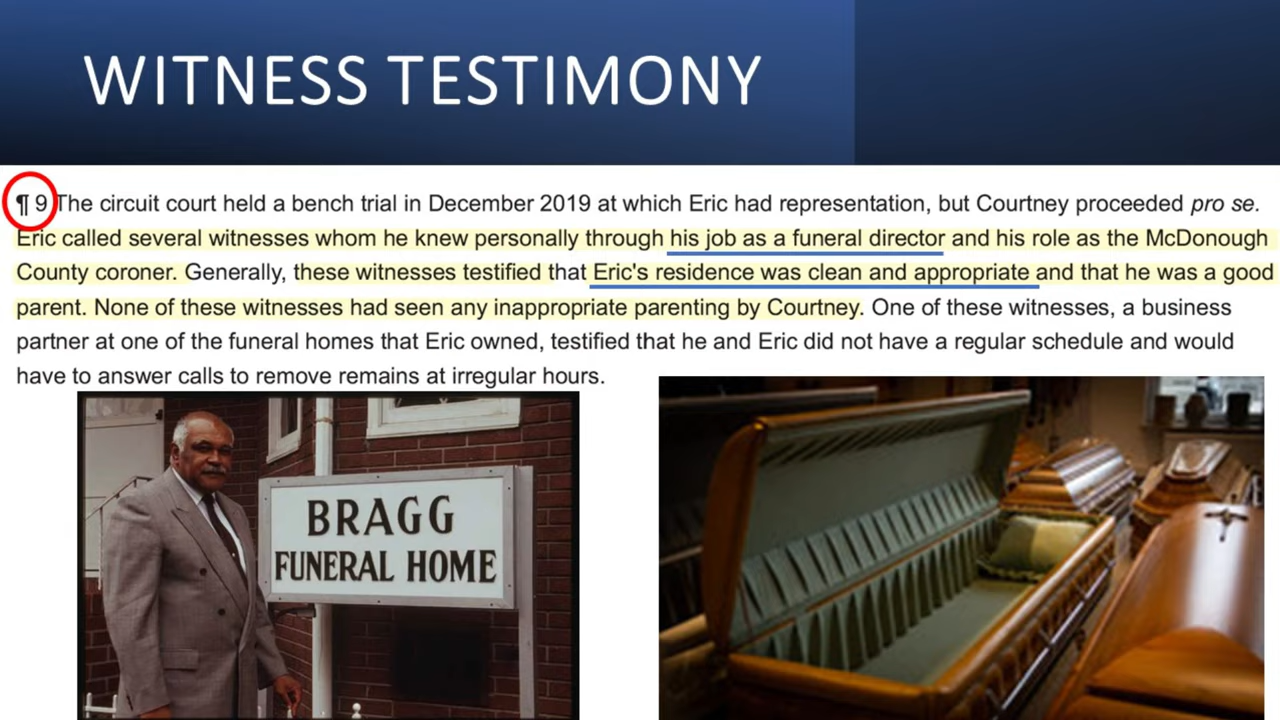 WITNESS TESTIMONY
¶ 9 The circuit court held a bench trial in December 2019 at which Eric had representation, but Courtney proceeded pro se.
Eric called several witnesses whom he knew personally through his job as a funeral director and his role as the McDonough
County coroner. Generally, these witnesses testified that Eric's residence was clean and appropriate and that he was a good
parent. None of these witnesses had seen any inappropriate parenting by Courtney. One of these witnesses, a business
partner at one of the funeral homes that Eric owned, testified that he and Eric did not have a regular schedule and would
have to answer calls to remove remains at irregular hours.
BRAGG
FUNERAL HOME